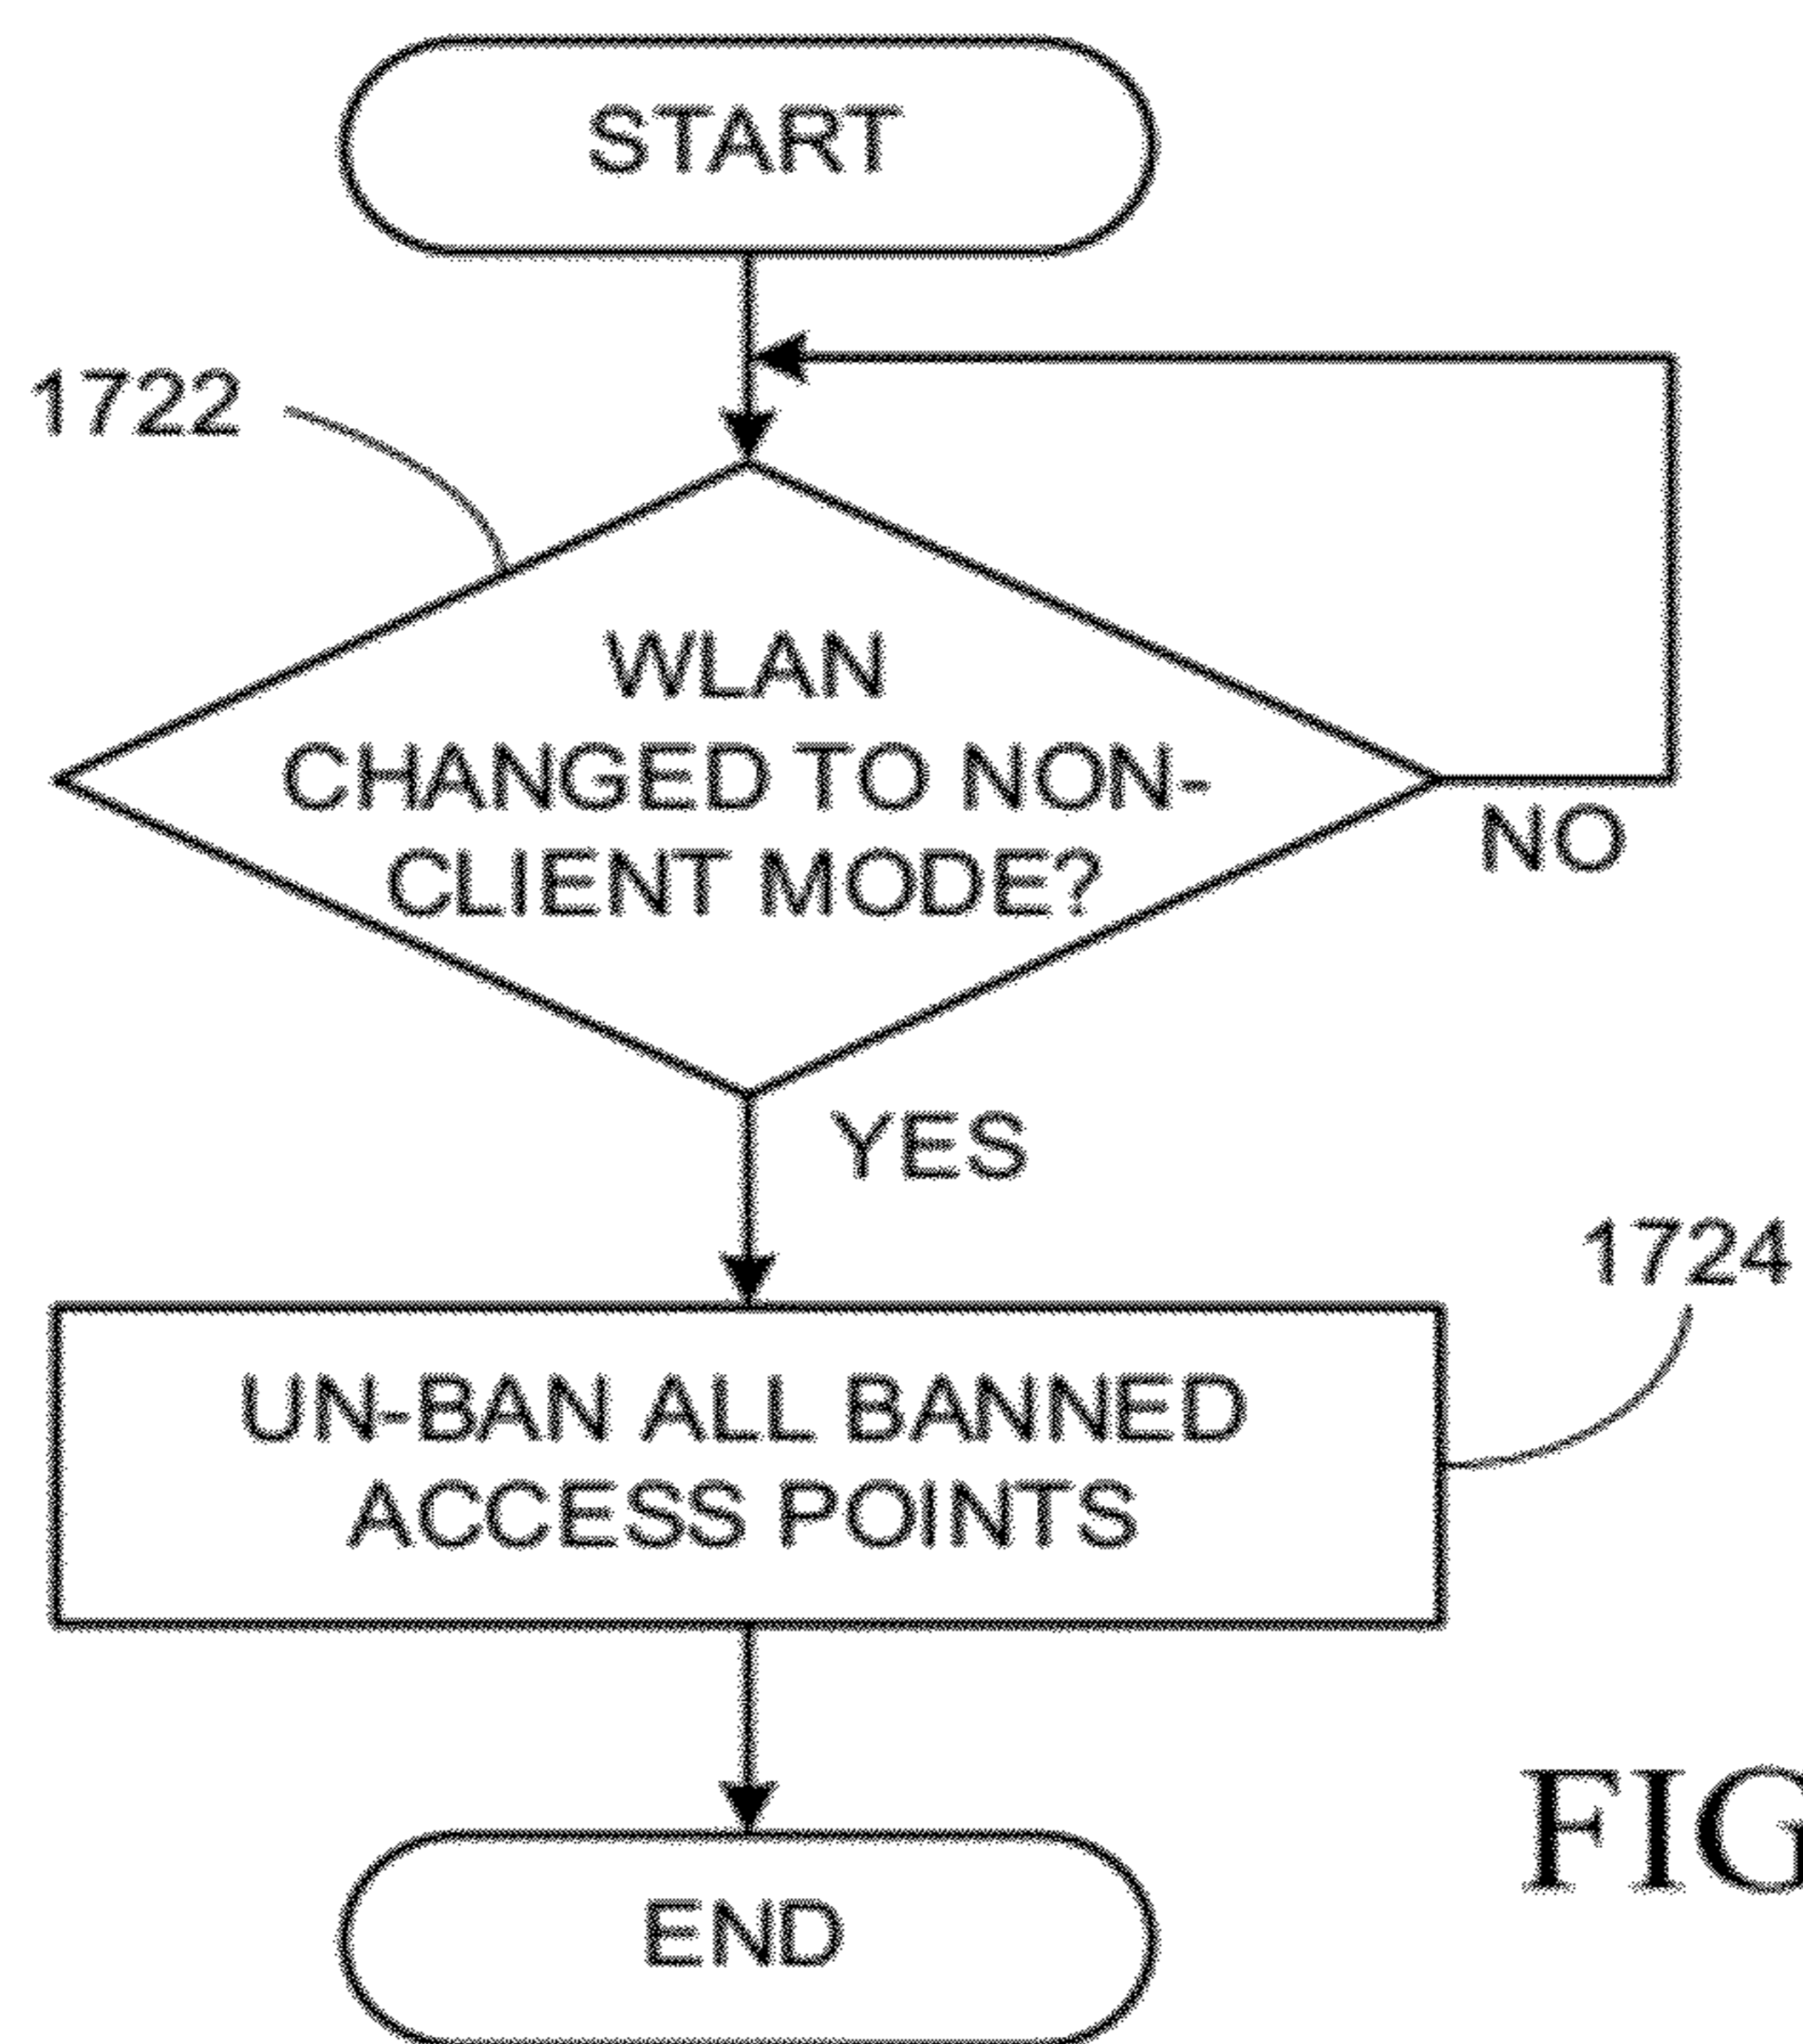 START
1722
WLAN
CHANGED TO NON-
CLIENT MODE?
NO
YES
1724
UN-BAN ALL BANNED
ACCESS POINTS
FIG
END